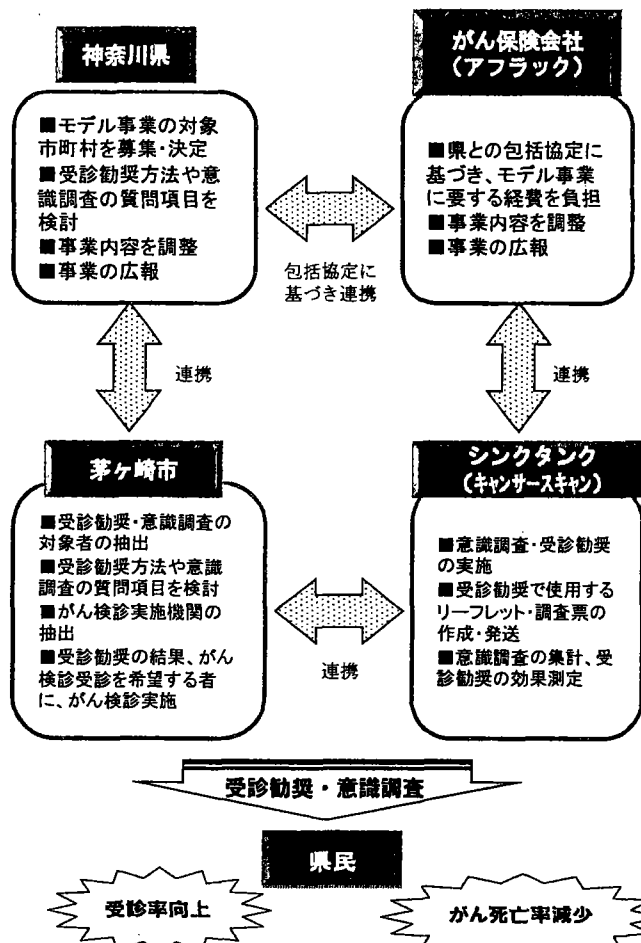 神奈川県
■モデル事業の対象
市町村を募集・決定
■受診勧奨方法や意
識調査の質問項目を
検討
■事業内容を調整
■事業の広報
がん保険会社
(アフラック)
■県との包括協定に
基づき、モデル事業
に要する経費を負担
■事業内容を調整
■事業の広報
包括協定に
基づき連携
連携
連携
茅ヶ崎市
■受診勧奨・意識調査の
対象者の抽出
■受診勧奨方法や意識
調査の質問項目を検討
■がん検診実施機関の
抽出
■受診勧奨の結果、がん
検診受診を希望する者
に、がん検診実施
連携
シンクタンク
(キャンサースキャン)
■意識調査・受診勧奨
の実施
■受診勧奨で使用する
リーフレット・調査票の
作成・発送
■意識調査の集計、受
診勧奨の効果測定
受診勧奨・意識調査
県民
受診率向上
がん死亡率減少